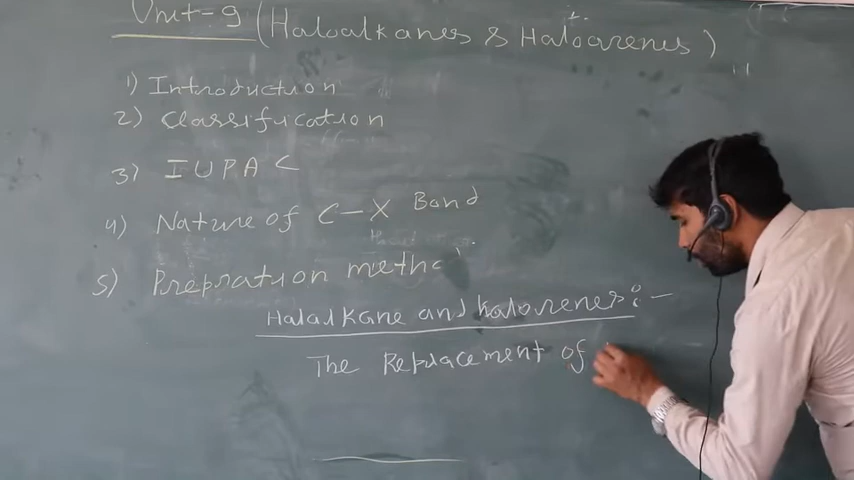 Unit-9 (Haloalkanes & Haloarenes)
1) Introduction
2) Classification
3) IUPAC
4) Nature of C-X Bond
5) Prepration metho
Halalkane and halorenes:-
The Replacement of